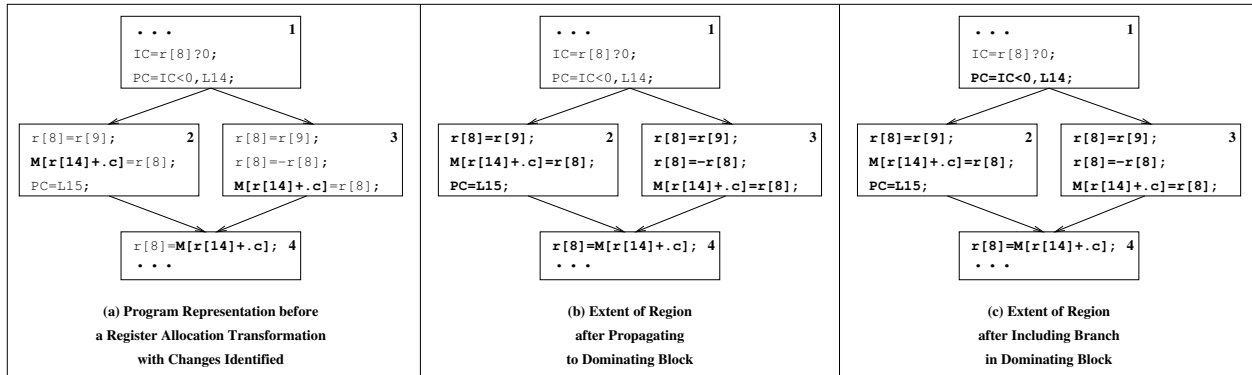 . . . 1
IC=r[8]?0;
PC=IC<0,L14;
r[8]=r[9]; 2
M[r[14]+.c]=r[8];
PC=L15;
r[8]=r[9]; 3
r[8]=-r[8];
M[r[14]+.c]=r[8];
r[8]=M[r[14]+.c]; 4
. . .
(a) Program Representation before
a Register Allocation Transformation
with Changes Identified
. . . 1
IC=r[8]?0;
PC=IC<0,L14;
r[8]=r[9]; 2
M[r[14]+.c]=r[8];
PC=L15;
r[8]=r[9]; 3
r[8]=-r[8];
M[r[14]+.c]=r[8];
r[8]=M[r[14]+.c]; 4
. . .
(b) Extent of Region
after Propagating
to Dominating Block
. . . 1
IC=r[8]?0;
PC=IC<0,L14;
r[8]=r[9]; 2
M[r[14]+.c]=r[8];
PC=L15;
r[8]=r[9]; 3
r[8]=-r[8];
M[r[14]+.c]=r[8];
r[8]=M[r[14]+.c]; 4
. . .
(c) Extent of Region
after Including Branch
in Dominating Block